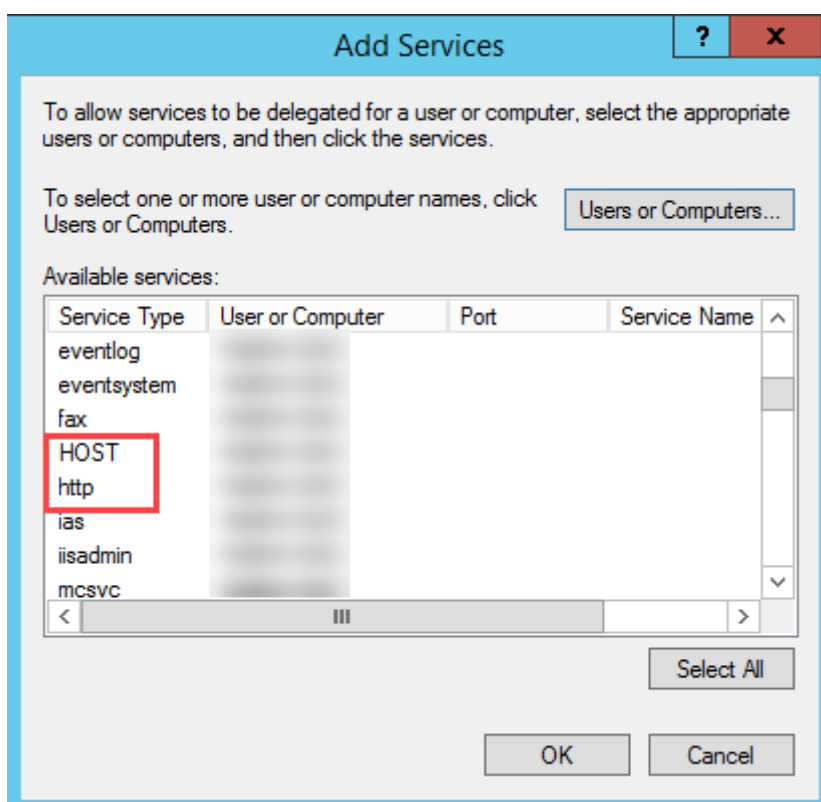 Add Services
?
x
To allow services to be delegated for a user or computer, select the appropriate
users or computers, and then click the services.
To select one or more user or computer names, click
Users or Computers.
Users or Computers...
Available services:
Service Type User or Computer Port Service Name
eventlog
eventsystem
fax
HOST
http
ias
iisadmin
mcsvc
Select All
OK Cancel